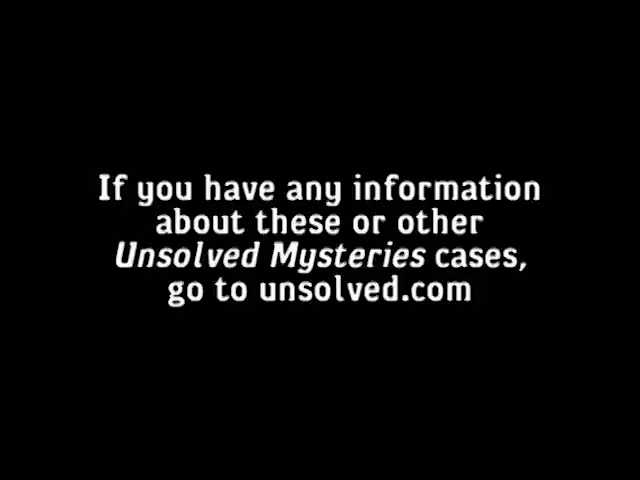 If you have any information
about these or other
Unsolved Mysteries cases,
go to unsolved.com